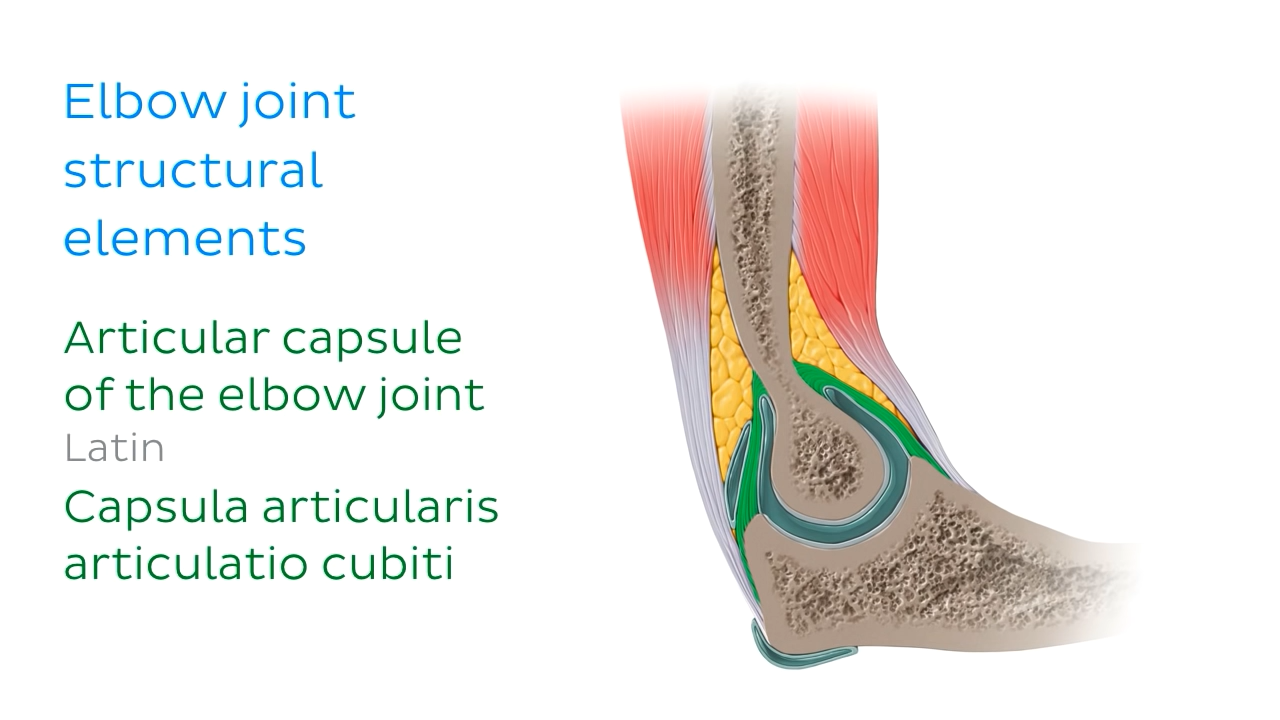 Elbow joint
structural
elements
Articular capsule
of the elbow joint
Latin
Capsula articularis
articulatio cubiti